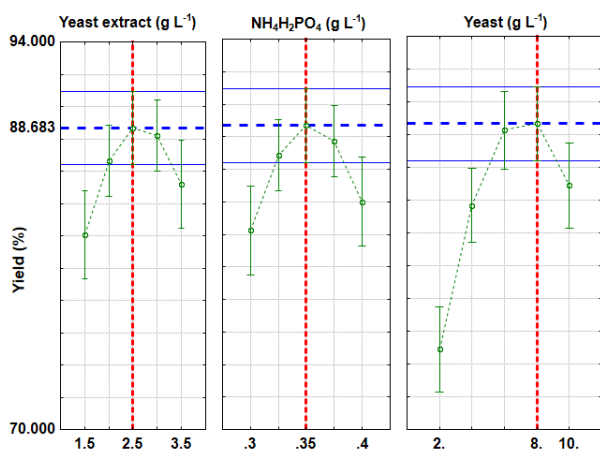 Yeast extract (g L⁻¹) NH₄H₂PO₄ (g L⁻¹) Yeast (g L⁻¹)
94.000
88.683
Yield (%)
70.000
1.5 2.5 3.5 .3 .35 .4 2. 8. 10.